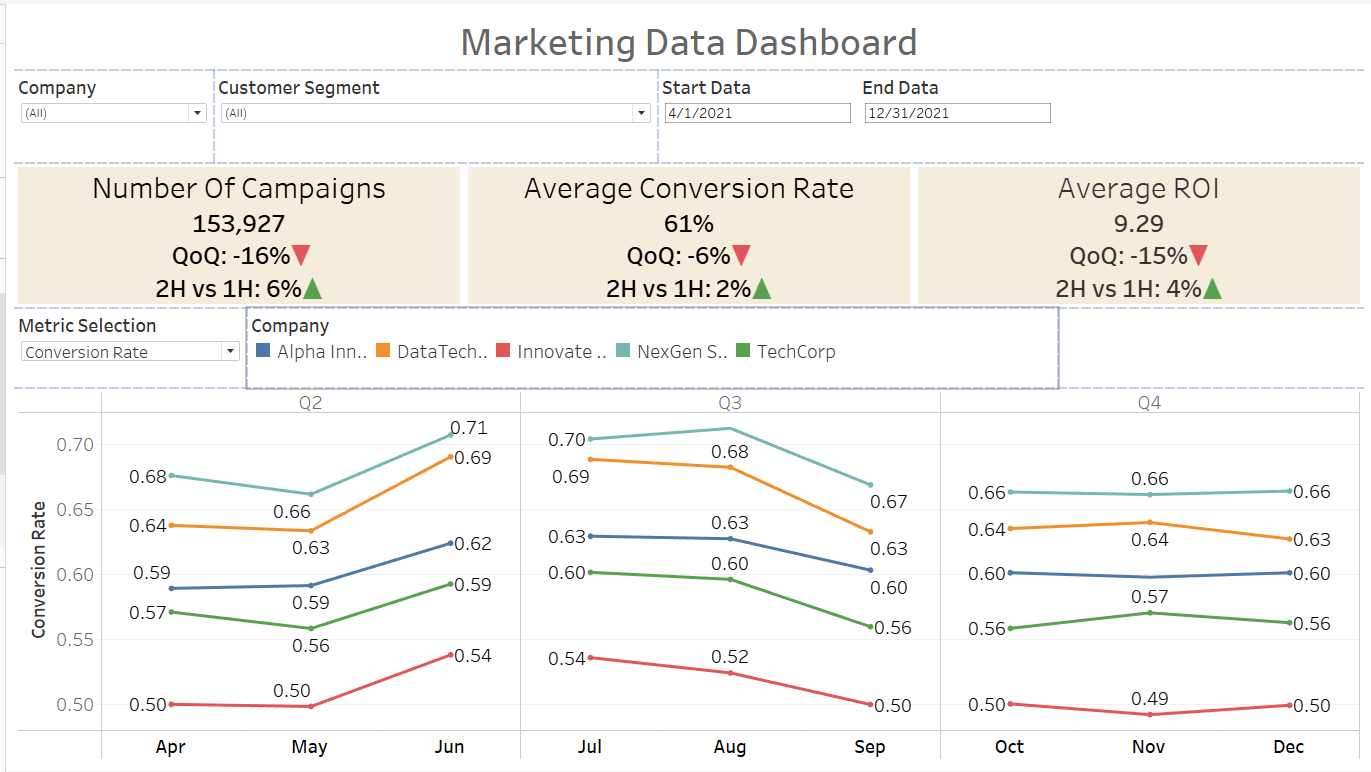 Marketing Data Dashboard
Company
Customer Segment
Start Data
End Data
(All)
(All)
4/1/2021
12/31/2021
Number Of Campaigns
153,927
QoQ: -16%
2H vs 1H: 6%
Average Conversion Rate
61%
QoQ: -6%
2H vs 1H: 2%
Average ROI
9.29
QoQ: -15%
2H vs 1H: 4%
Metric Selection
Conversion Rate
Company
Alpha Inn..
DataTech..
Innovate ..
NexGen S..
TechCorp
Q2
Q3
Q4
Conversion Rate
0.70
0.65
0.60
0.55
0.50
0.68
0.66
0.71
0.64
0.63
0.69
0.59
0.59
0.62
0.57
0.56
0.59
0.50
0.50
0.54
0.70
0.67
0.69
0.68
0.63
0.63
0.63
0.60
0.60
0.60
0.56
0.54
0.52
0.50
0.66
0.66
0.66
0.64
0.64
0.63
0.60
0.60
0.56
0.57
0.56
0.50
0.49
0.50
Apr
May
Jun
Jul
Aug
Sep
Oct
Nov
Dec